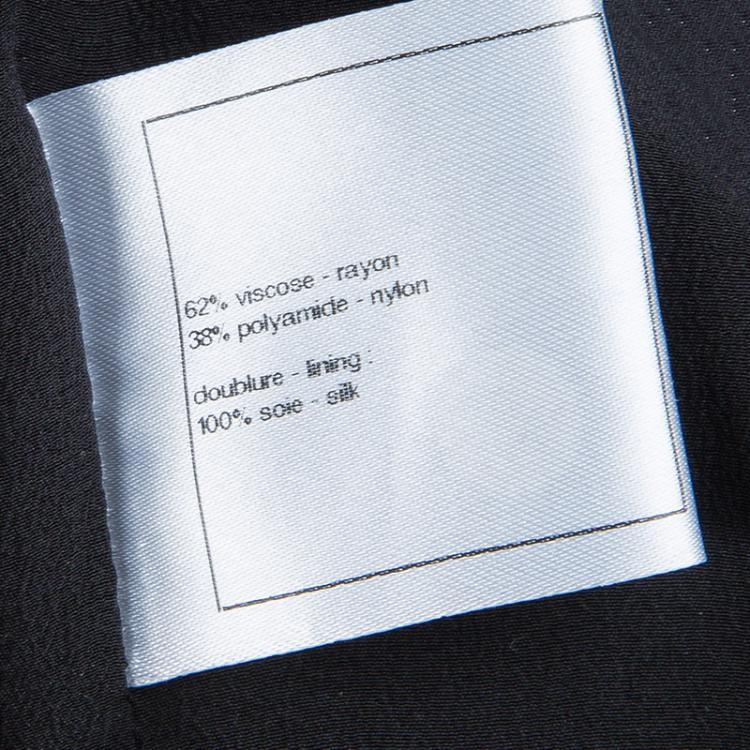 62% viscose - rayon
38% polyamide - nylon
doublure - lining :
100% soie - silk